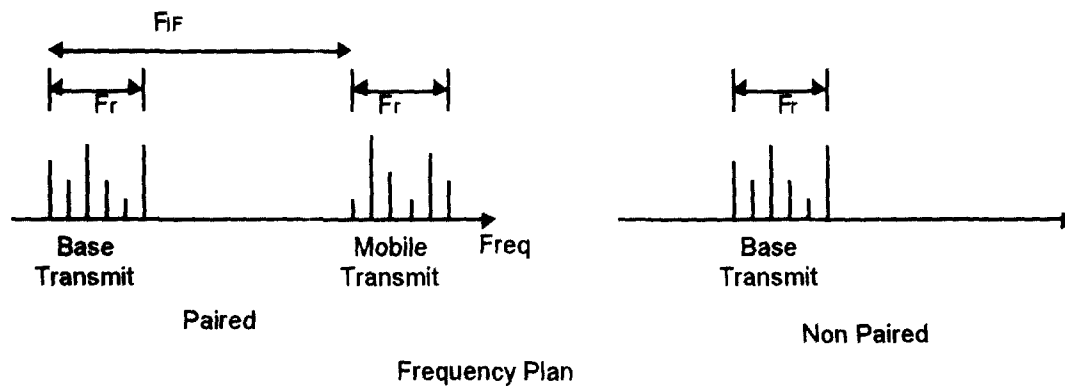 FIF
Fr
Fr
Fr
Base
Transmit
Mobile
Transmit
Freq
Base
Transmit
Paired
Non Paired
Frequency Plan